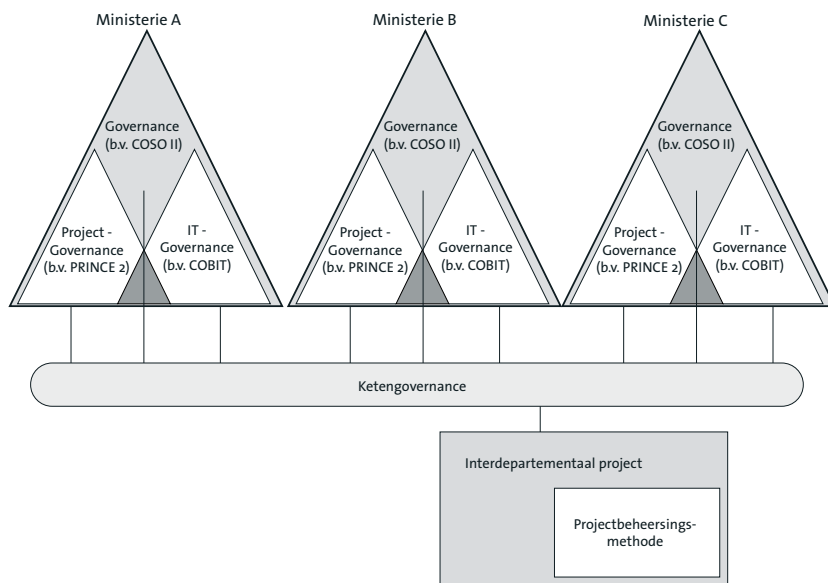 Ministerie A
Ministerie B
Ministerie C
Governance
(b.v. COSO II)
Governance
(b.v. COSO II)
Governance
(b.v. COSO II)
Project -
Governance
(b.v. PRINCE 2)
IT -
Governance
(b.v. COBIT)
Project -
Governance
(b.v. PRINCE 2)
IT -
Governance
(b.v. COBIT)
Project -
Governance
(b.v. PRINCE 2)
IT -
Governance
(b.v. COBIT)
Ketengovernance
Interdepartementaal project
Projectbeheersings-
methode